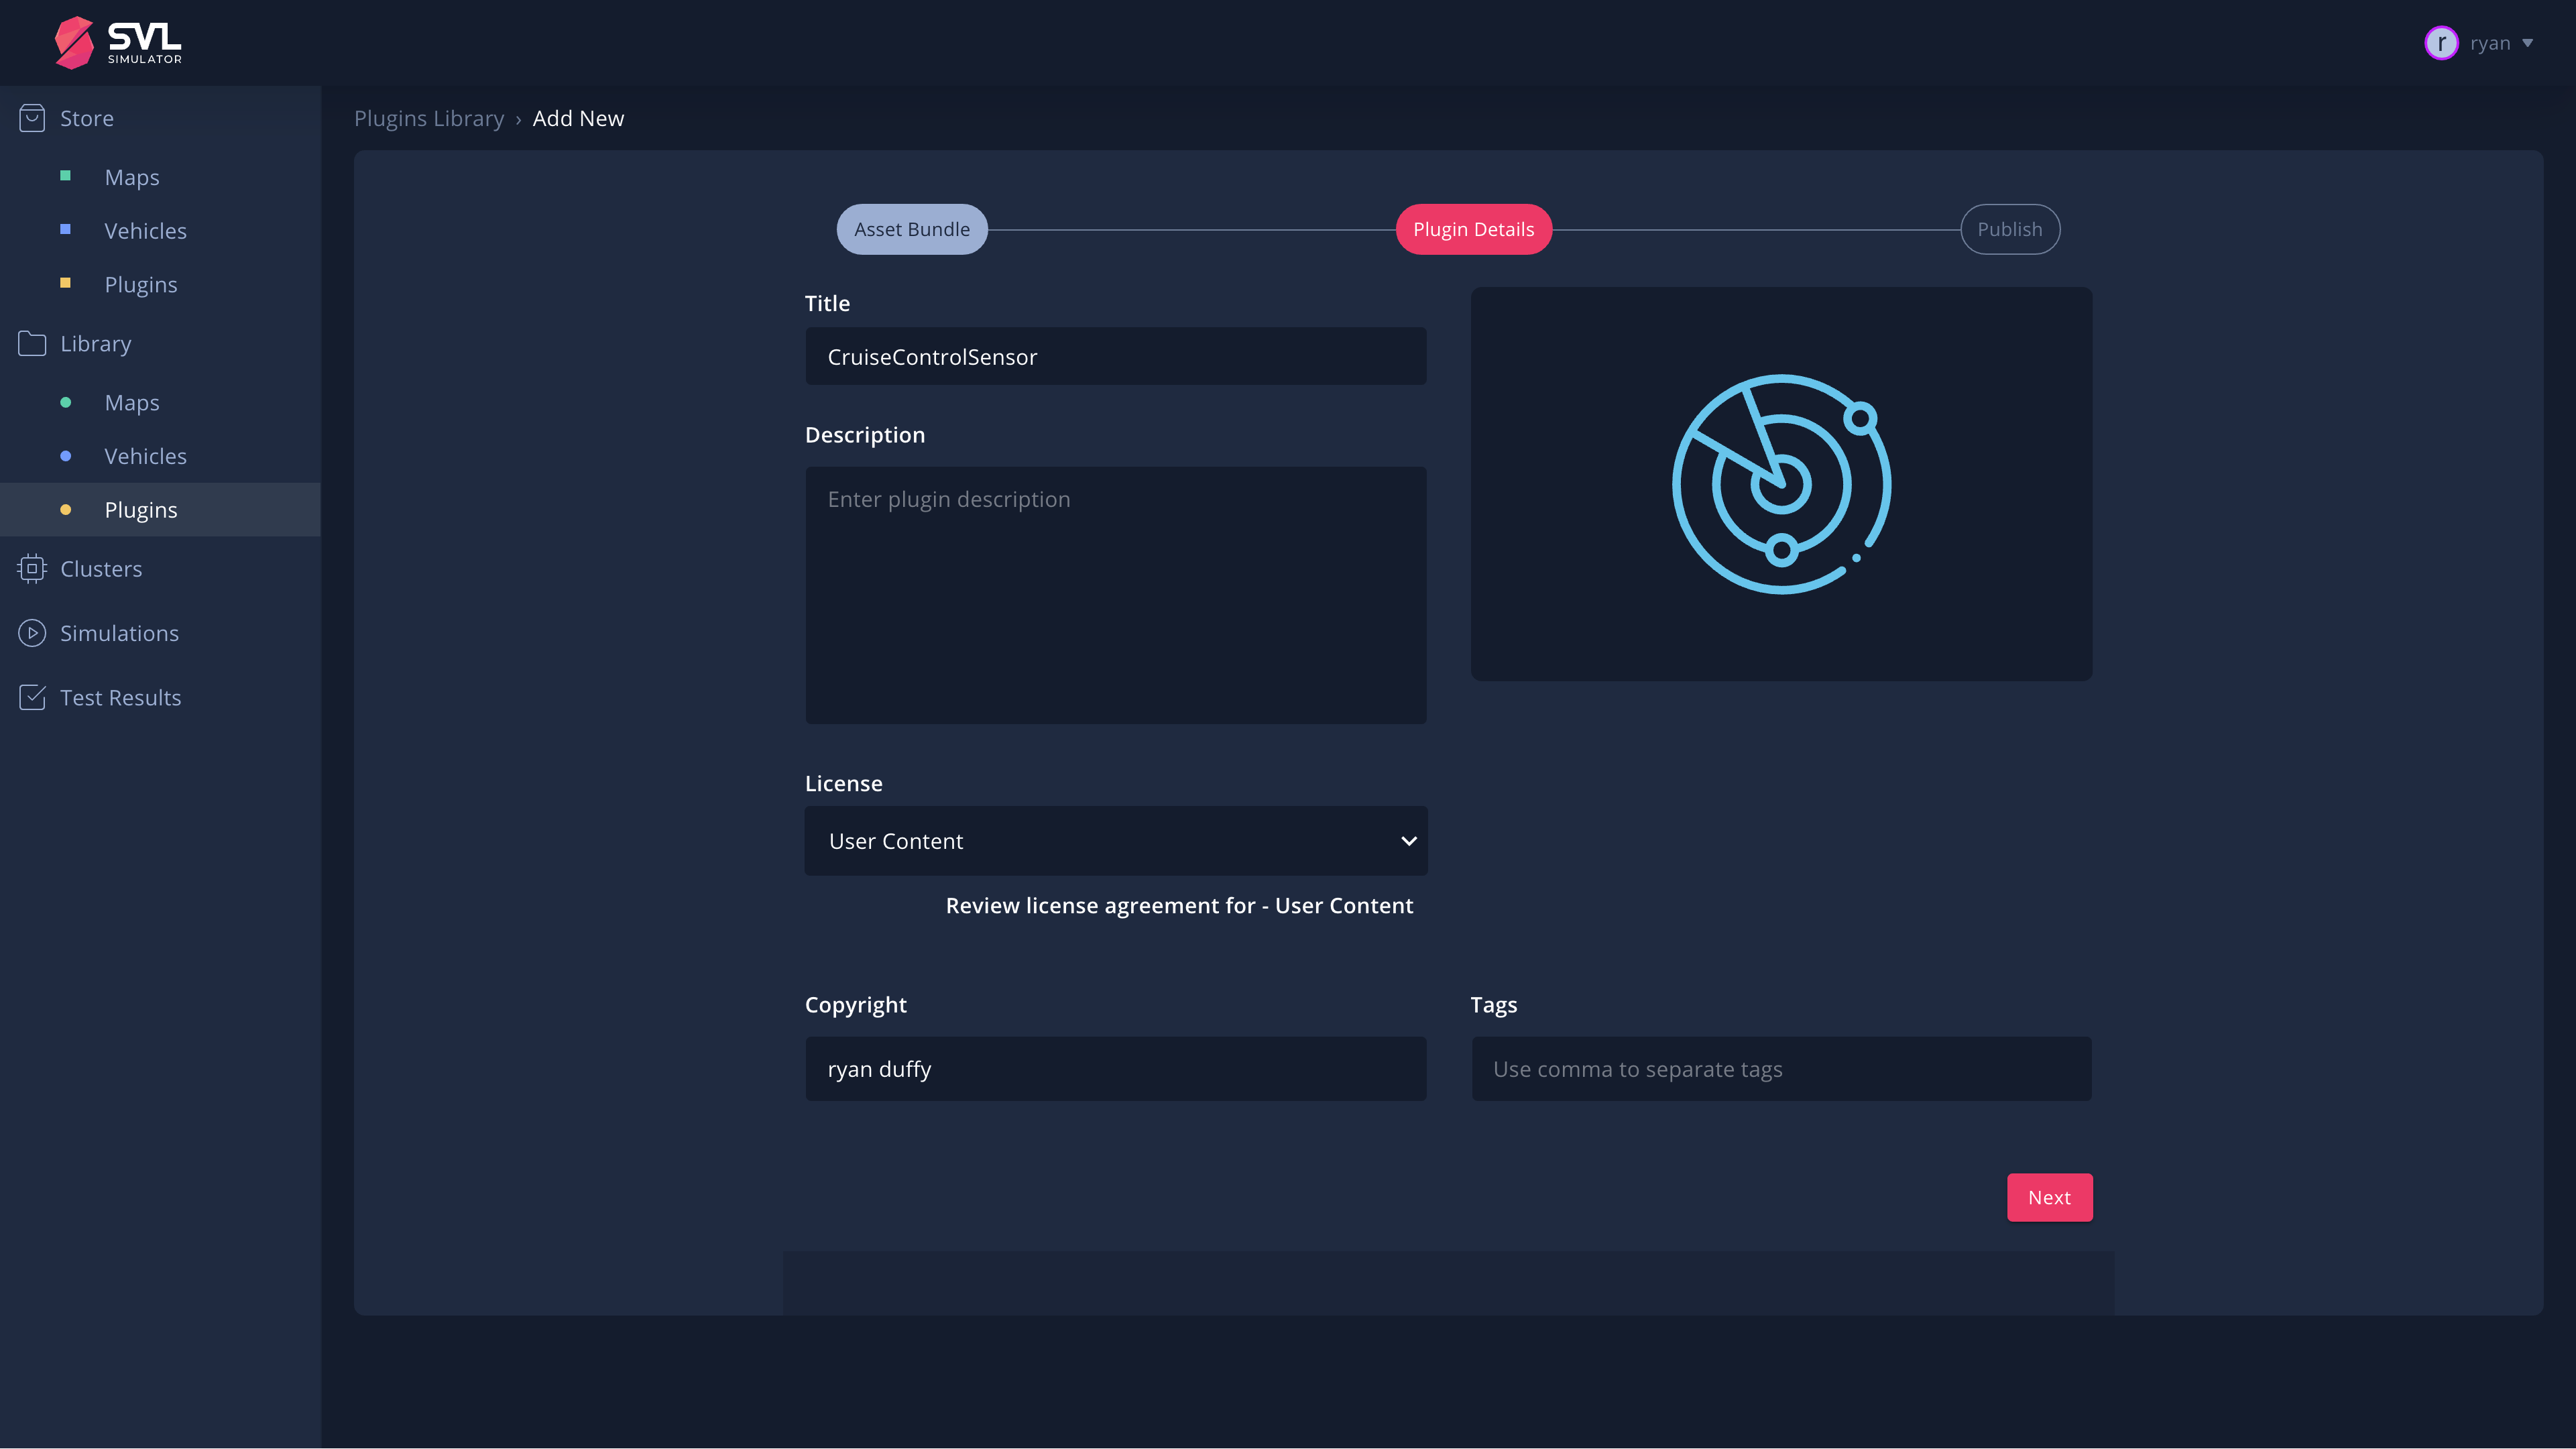 SVL
SIMULATOR
r ryan
Store
Maps
Vehicles
Plugins
Library
Maps
Vehicles
Plugins
Clusters
Simulations
Test Results
Plugins Library › Add New
Asset Bundle
Plugin Details
Publish
Title
CruiseControlSensor
Description
Enter plugin description
License
User Content
Review license agreement for - User Content
Copyright
ryan duffy
Tags
Use comma to separate tags
Next